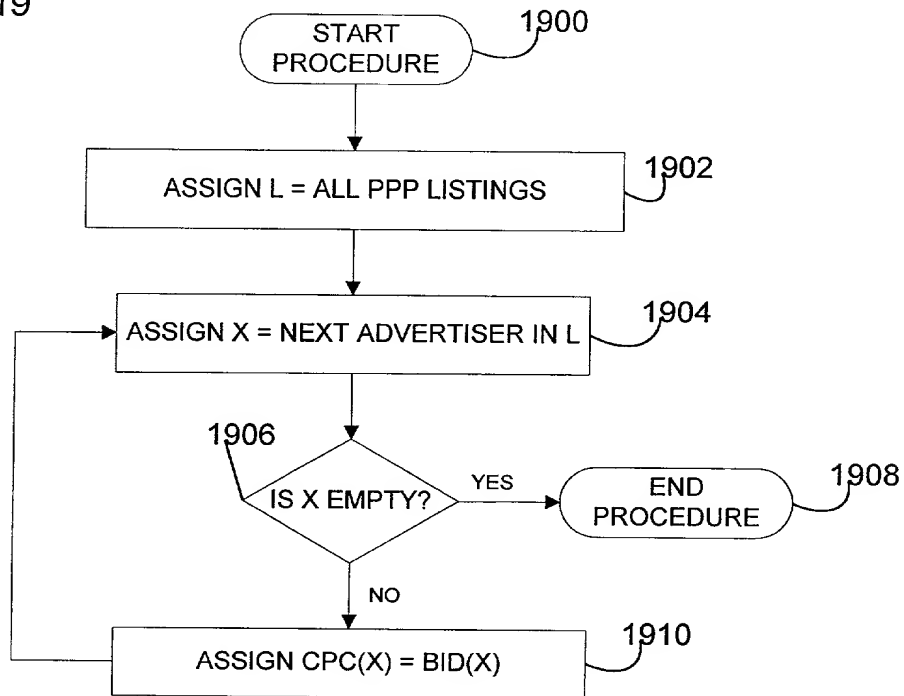 19
START
PROCEDURE
1900
ASSIGN L = ALL PPP LISTINGS
1902
ASSIGN X = NEXT ADVERTISER IN L
1904
1906
IS X EMPTY?
YES
END
PROCEDURE
1908
NO
ASSIGN CPC(X) = BID(X)
1910